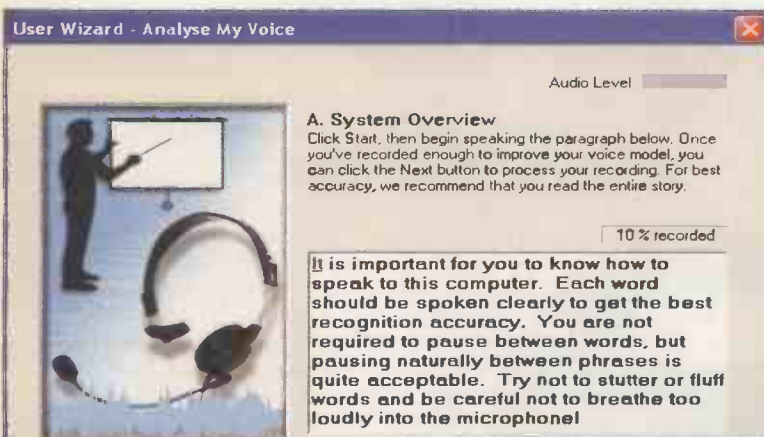 User Wizard - Analyse My Voice
Audio Level
A. System Overview
Click Start, then begin speaking the paragraph below. Once
you've recorded enough to improve your voice model, you
can click the Next button to process your recording. For best
accuracy, we recommend that you read the entire story.
10 % recorded
It is important for you to know how to
speak to this computer. Each word
should be spoken clearly to get the best
recognition accuracy. You are not
required to pause between words, but
pausing naturally between phrases is
quite acceptable. Try not to stutter or fluff
words and be careful not to breathe too
loudly into the microphone!